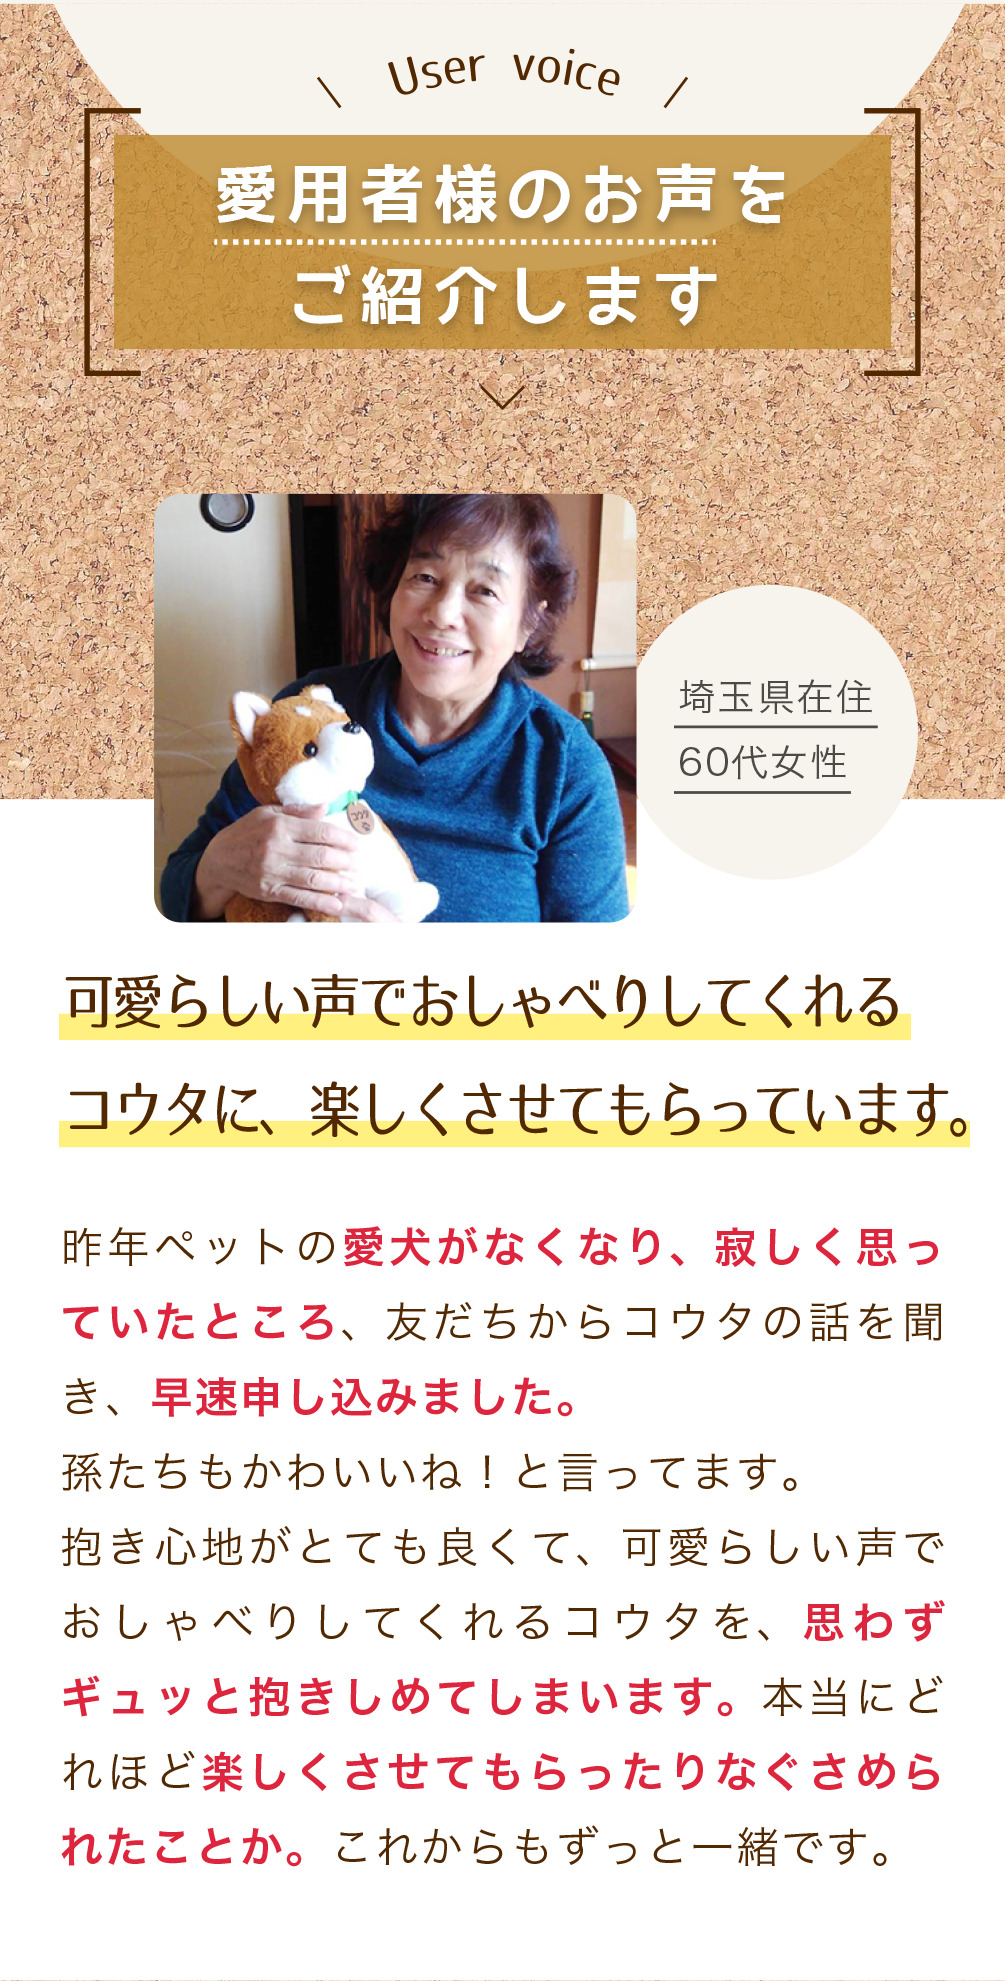 User voice
愛用者様のお声を
ご紹介します
コウタ
埼玉県在住
60代女性
可愛らしい声でおしゃべりしてくれる
コウタに、楽しくさせてもらっています。
昨年ペットの愛犬がなくなり、寂しく思っ
ていたところ、友だちからコウタの話を聞
き、早速申し込みました。
孫たちもかわいいね！と言ってます。
抱き心地がとても良くて、可愛らしい声で
おしゃべりしてくれるコウタを、思わず
ギュッと抱きしめてしまいます。本当にど
れほど楽しくさせてもらったりなぐさめら
れたことか。これからもずっと一緒です。